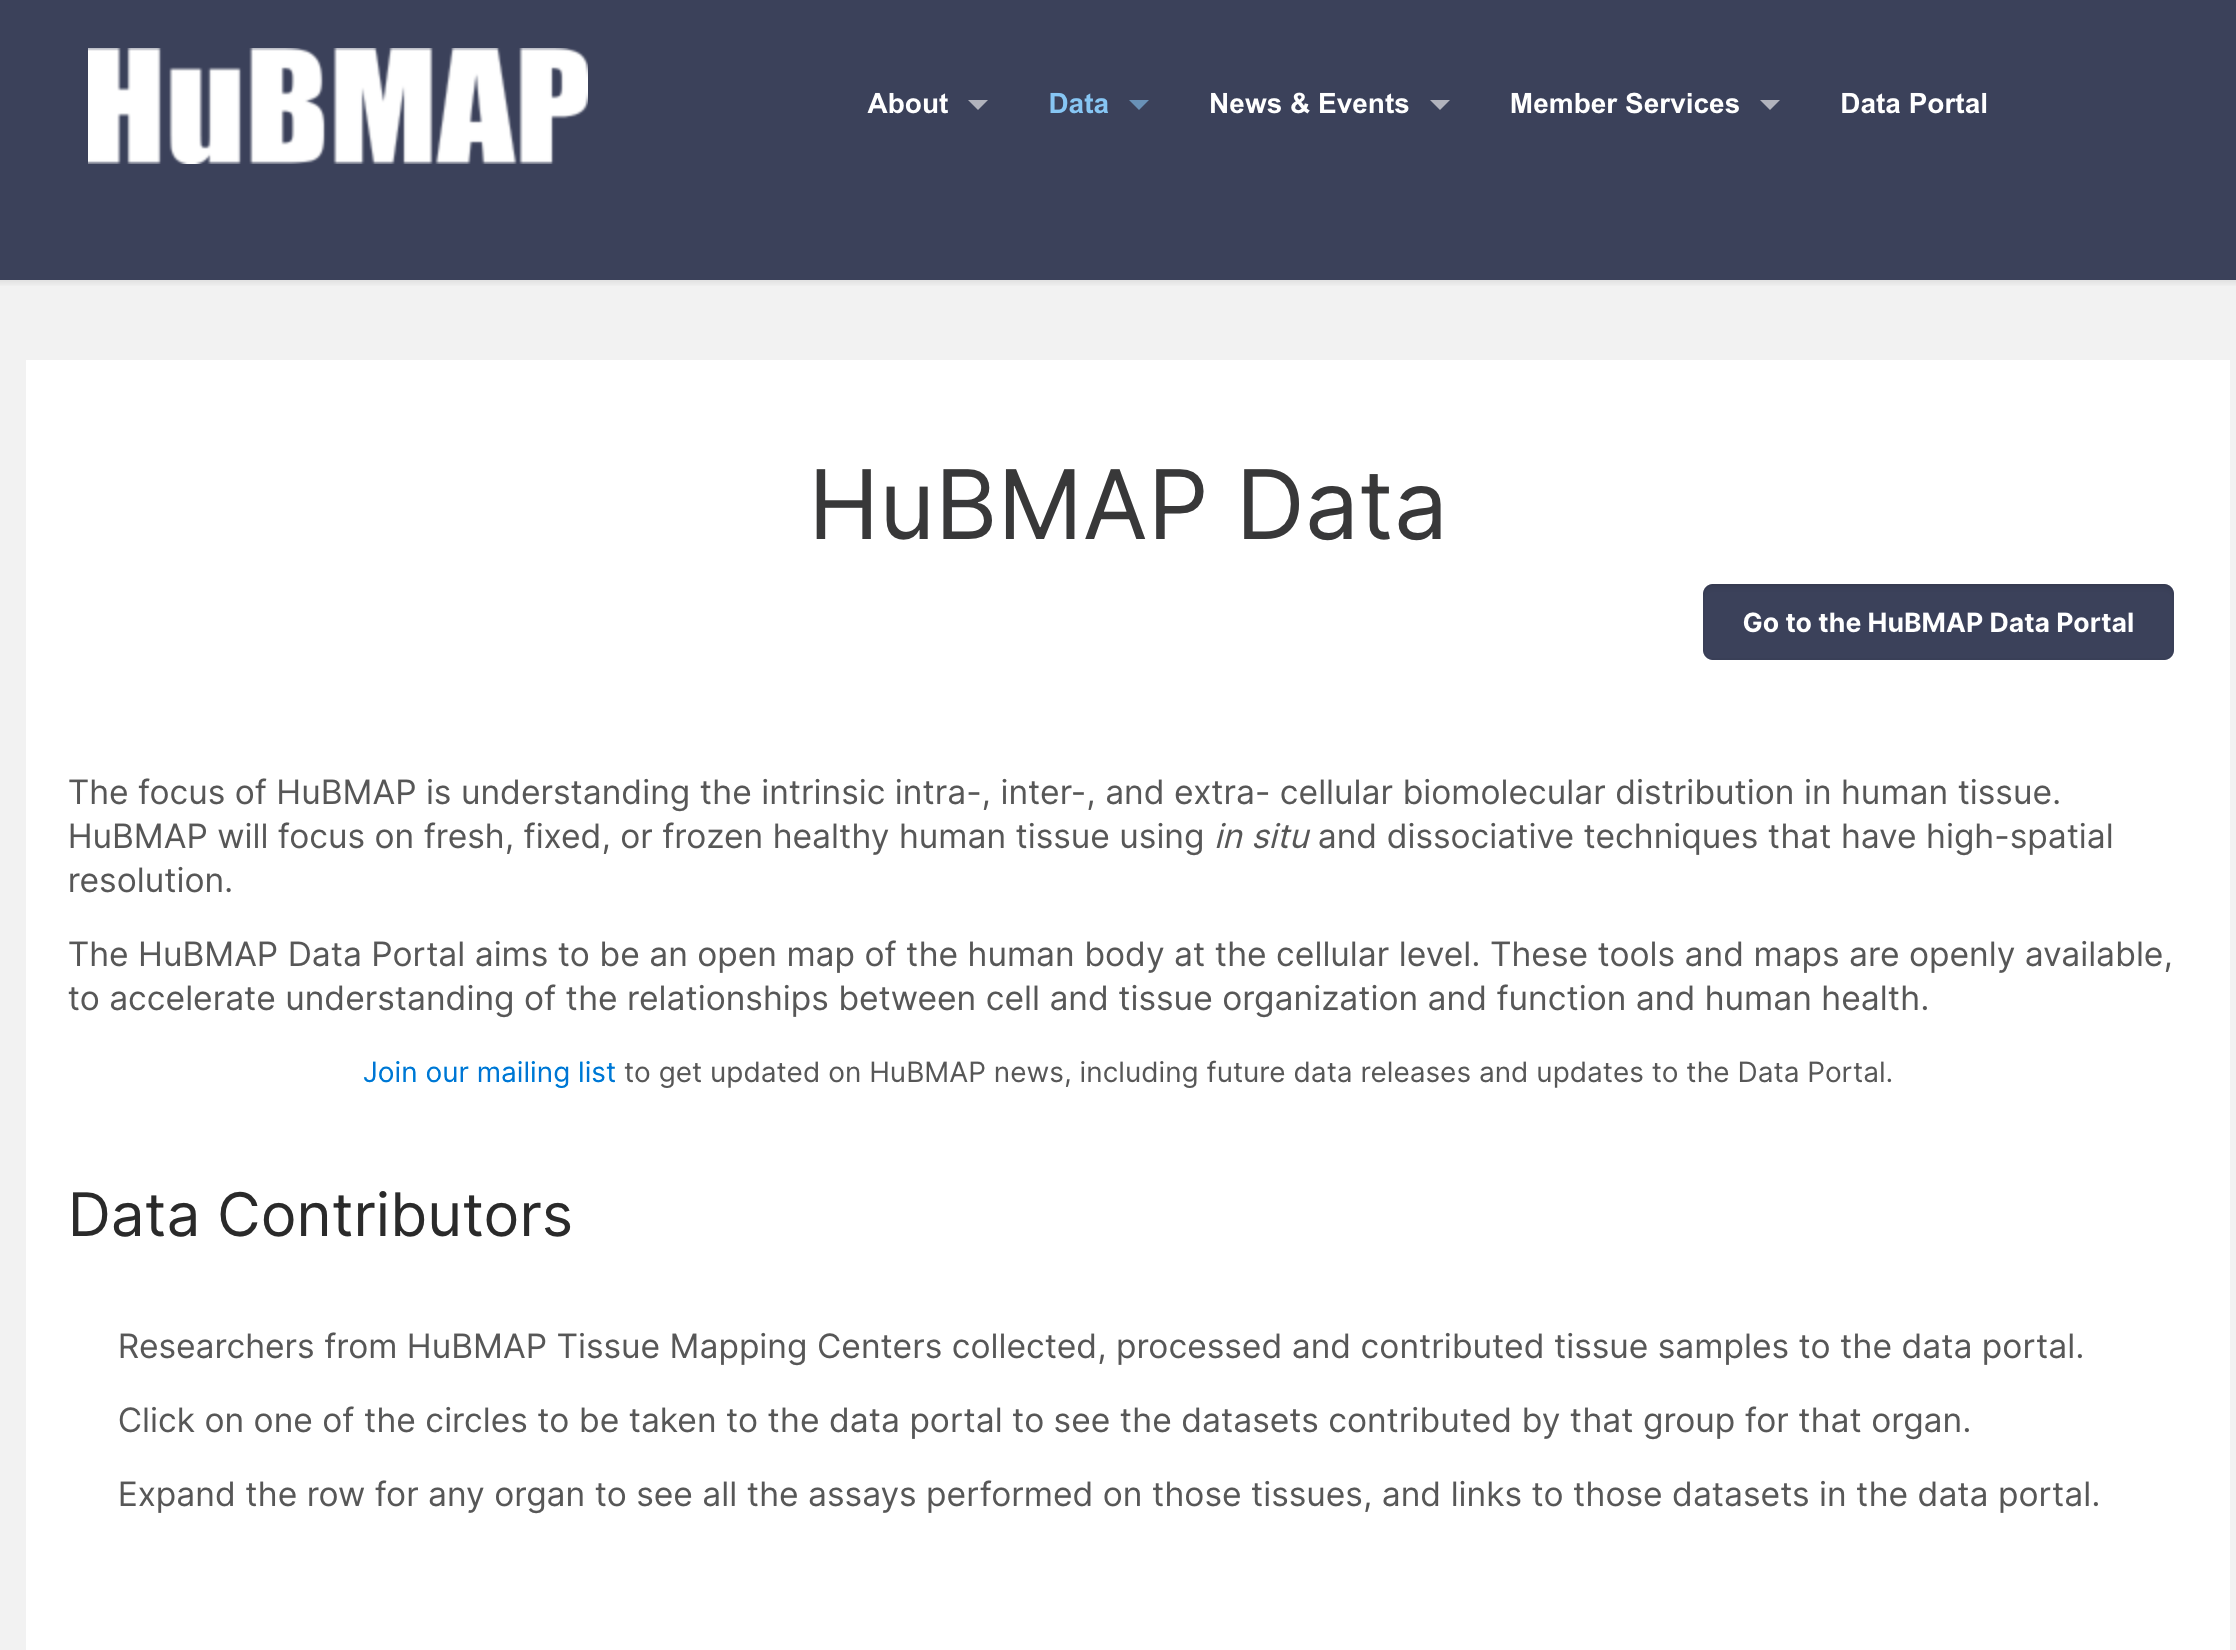 HuBMAP
About Data News & Events Member Services Data Portal
HuBMAP Data
Go to the HuBMAP Data Portal
The focus of HuBMAP is understanding the intrinsic intra-, inter-, and extra- cellular biomolecular distribution in human tissue.
HuBMAP will focus on fresh, fixed, or frozen healthy human tissue using in situ and dissociative techniques that have high-spatial
resolution.
The HuBMAP Data Portal aims to be an open map of the human body at the cellular level. These tools and maps are openly available,
to accelerate understanding of the relationships between cell and tissue organization and function and human health.
Join our mailing list to get updated on HuBMAP news, including future data releases and updates to the Data Portal.
Data Contributors
Researchers from HuBMAP Tissue Mapping Centers collected, processed and contributed tissue samples to the data portal.
Click on one of the circles to be taken to the data portal to see the datasets contributed by that group for that organ.
Expand the row for any organ to see all the assays performed on those tissues, and links to those datasets in the data portal.